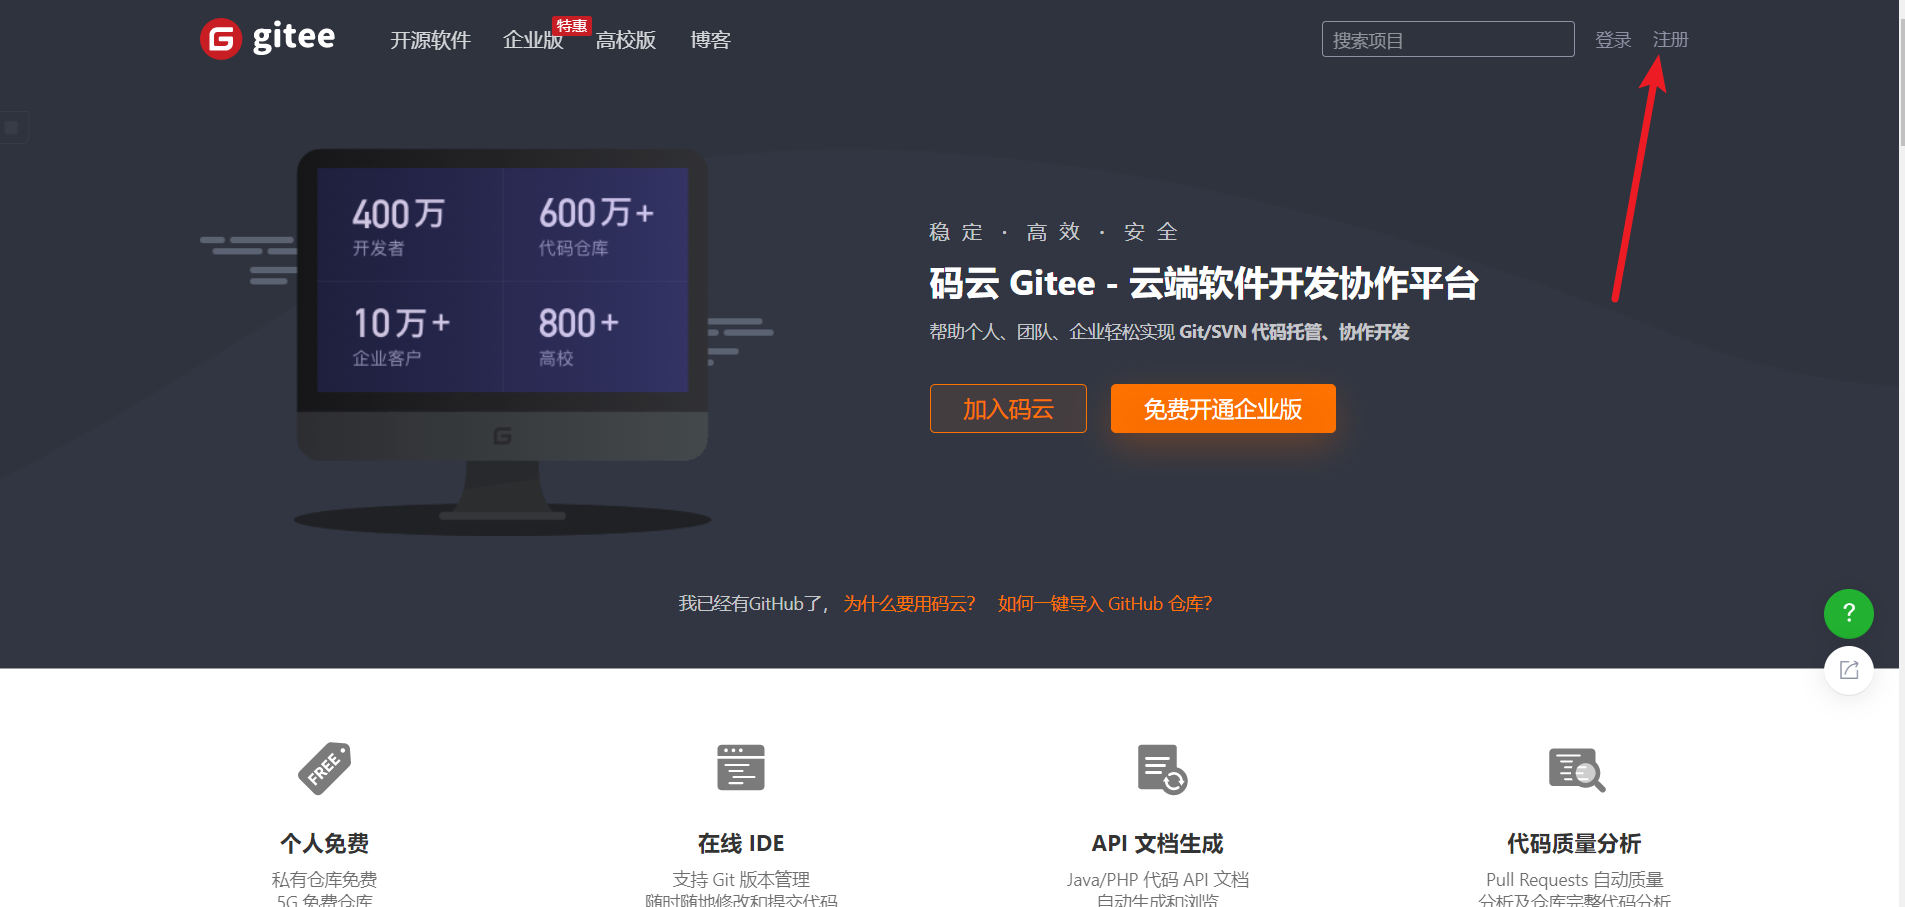 gitee
开源软件 企业版 特惠 高校版 博客
搜索项目 登录 注册
400万 600万+
开发者 代码仓库
10万+ 800+
企业客户 高校
稳定 · 高效 · 安全
码云 Gitee - 云端软件开发协作平台
帮助个人、团队、企业轻松实现 Git/SVN 代码托管、协作开发
加入码云 免费开通企业版
我已经有GitHub了， 为什么要用码云？ 如何一键导入 GitHub 仓库？
?
FREE
个人免费 在线 IDE API 文档生成 代码质量分析
私有仓库免费 支持 Git 版本管理 Java/PHP 代码 API 文档 Pull Requests 自动质量
5G 免费仓库 随时随地修改和提交代码 自动生成和浏览 分析及仓库完整代码分析